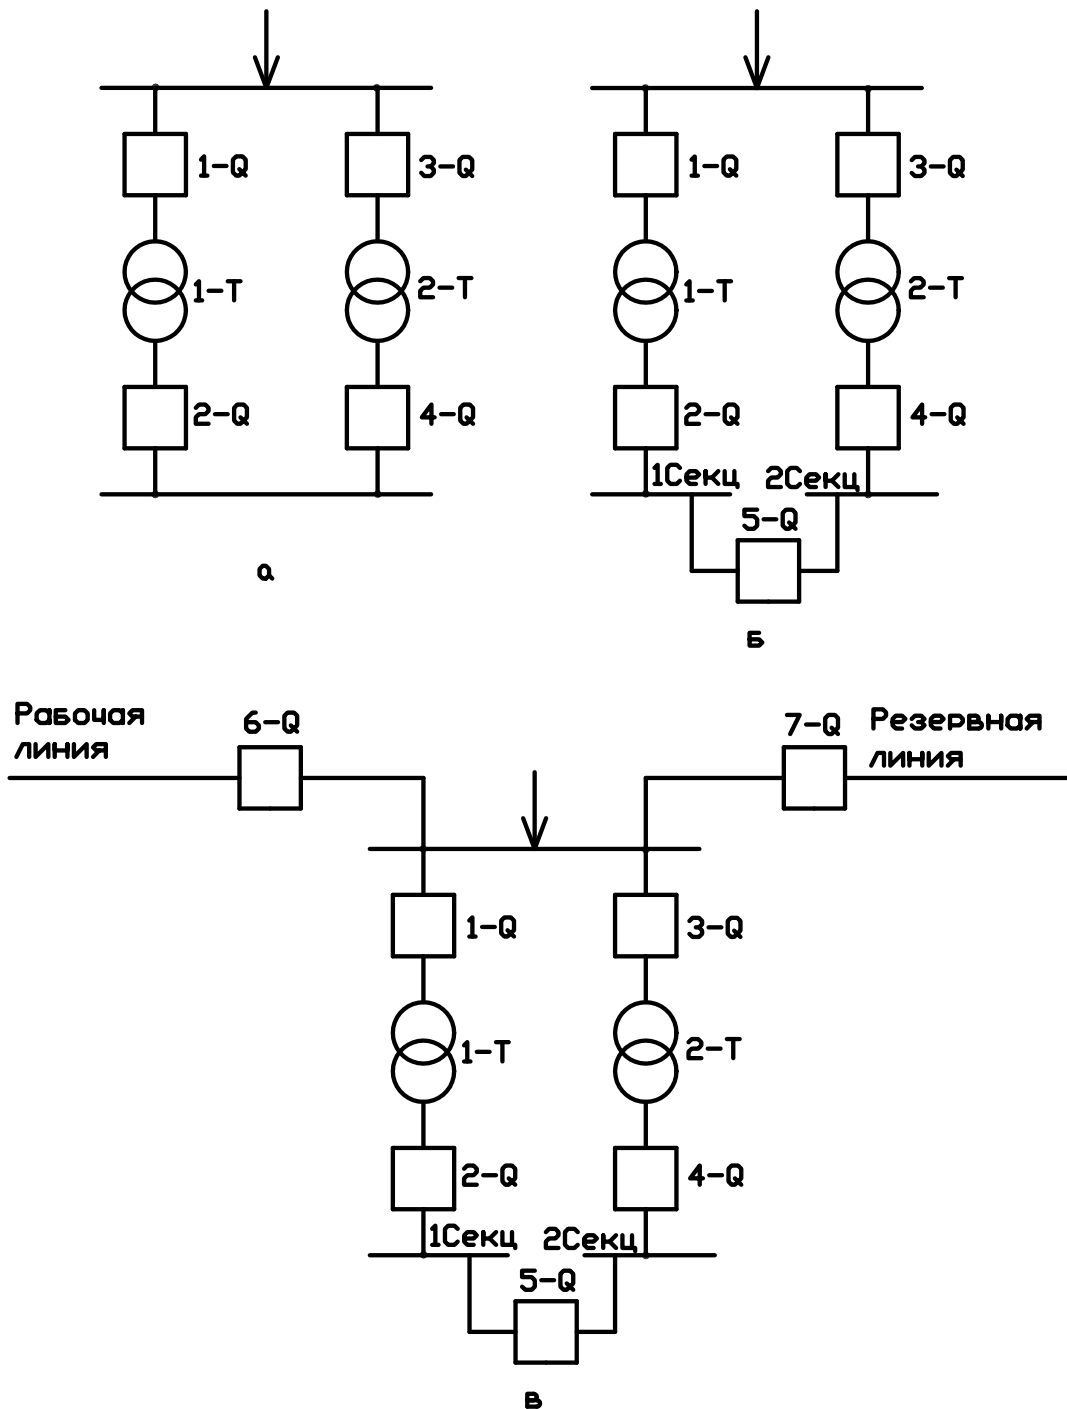 1-Q
3-Q
1-T
2-T
2-Q
4-Q
а
1-Q
3-Q
1-T
2-T
2-Q
4-Q
1Секц
2Секц
5-Q
Б
Рабочая
линия
6-Q
7-Q
Резервная
линия
1-Q
3-Q
1-T
2-T
2-Q
4-Q
1Секц
2Секц
5-Q
в